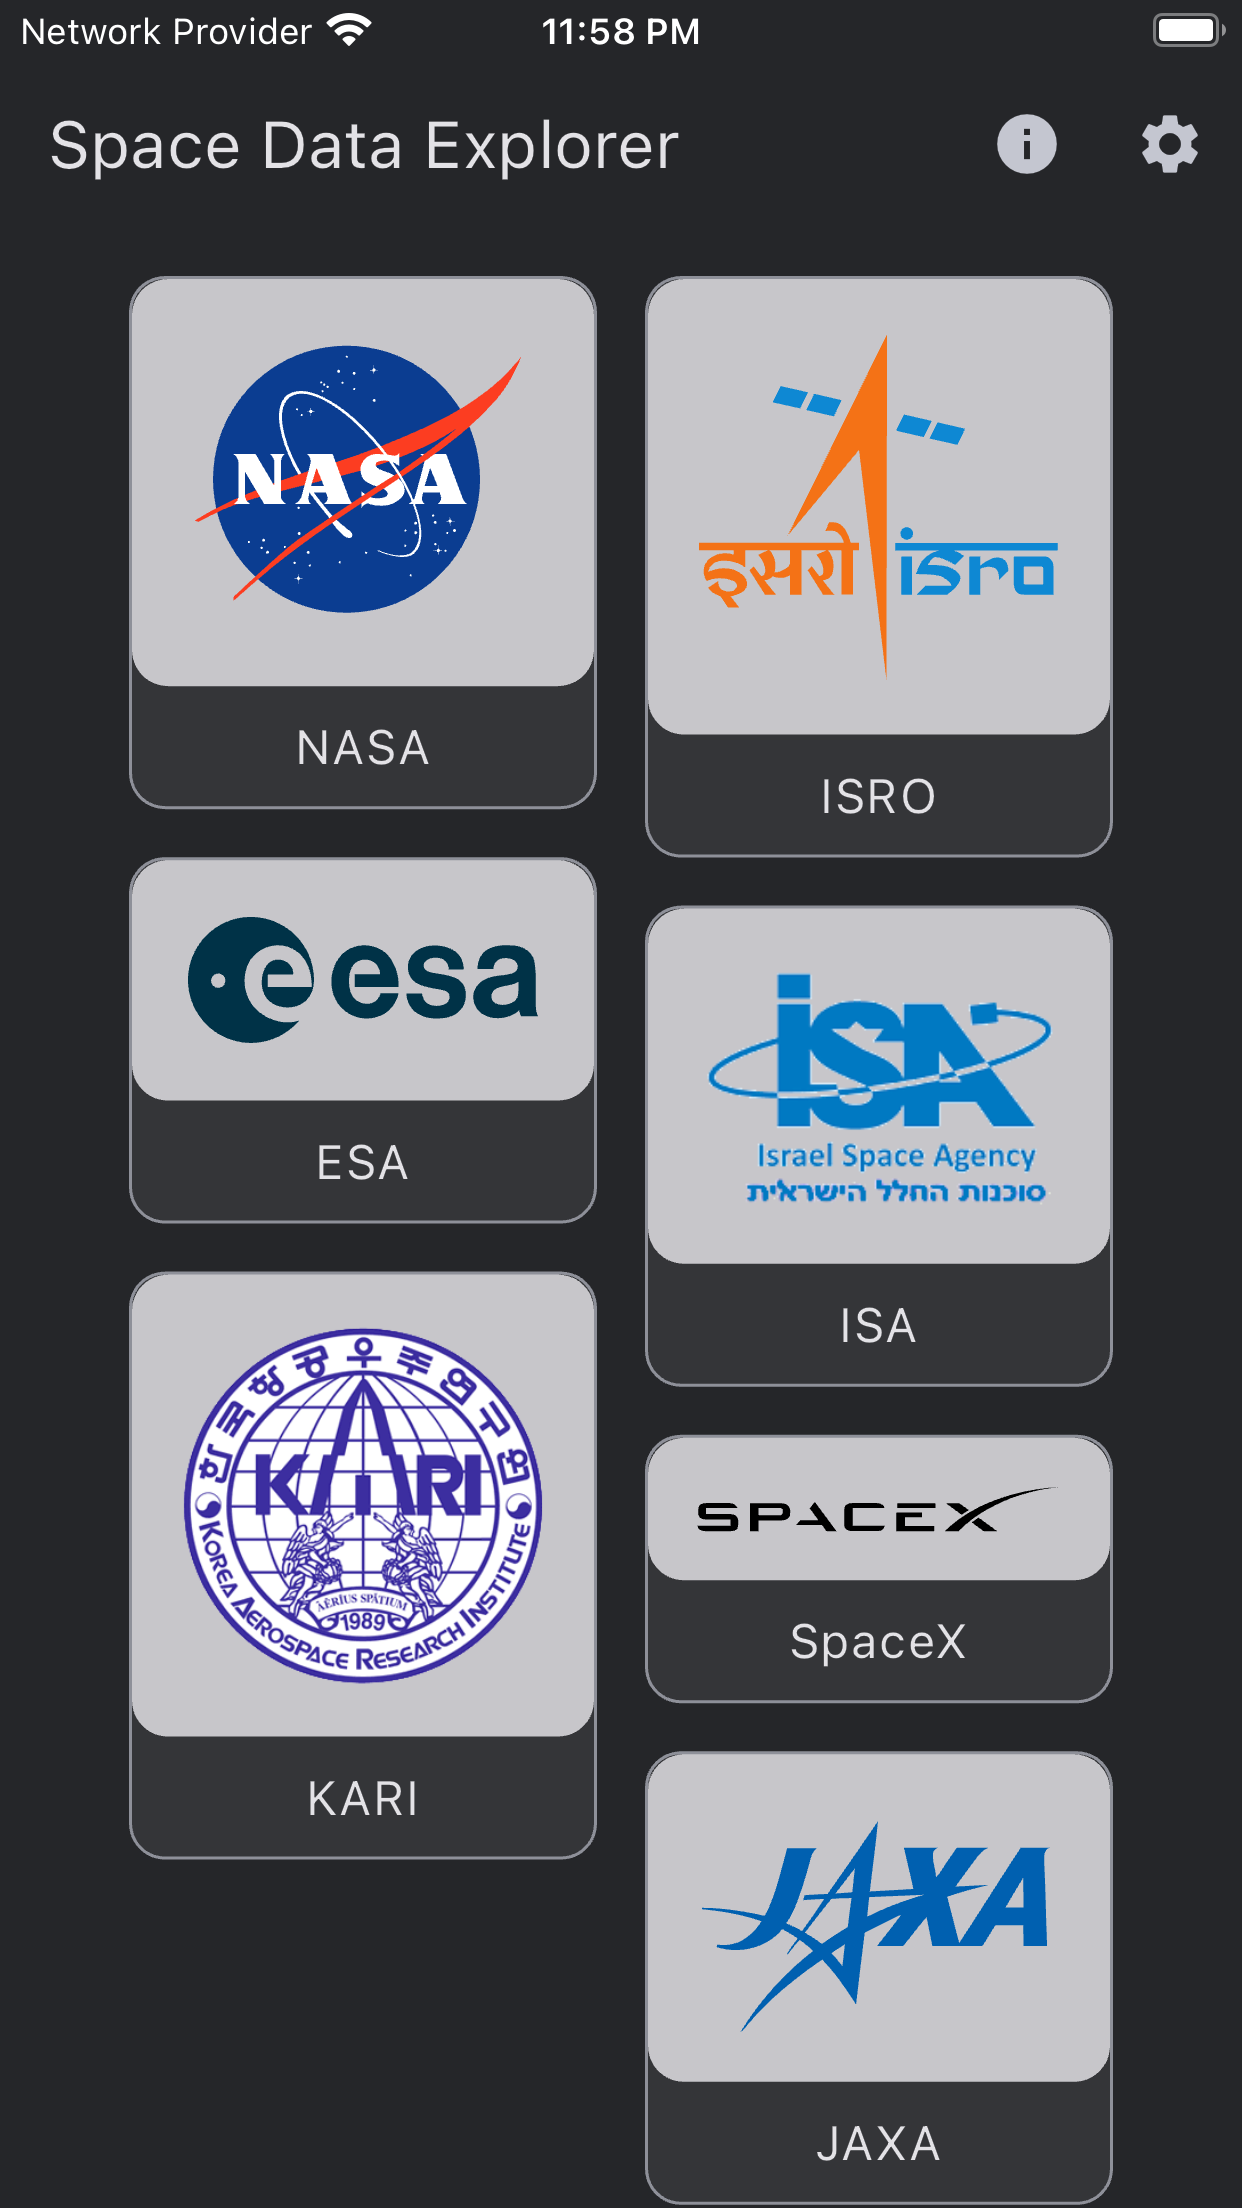 Network Provider 11:58 PM
Space Data Explorer
NASA
NASA
इसरो isro
ISRO
esa
ESA
ISA
Israel Space Agency
סוכנות החלל הישראלית
ISA
한국항공우주연구원
KARI
AĒRĬUS SPĂTIUM
1989
KOREA AEROSPACE RESEARCH INSTITUTE
KARI
SPACEX
SpaceX
JAXA
JAXA